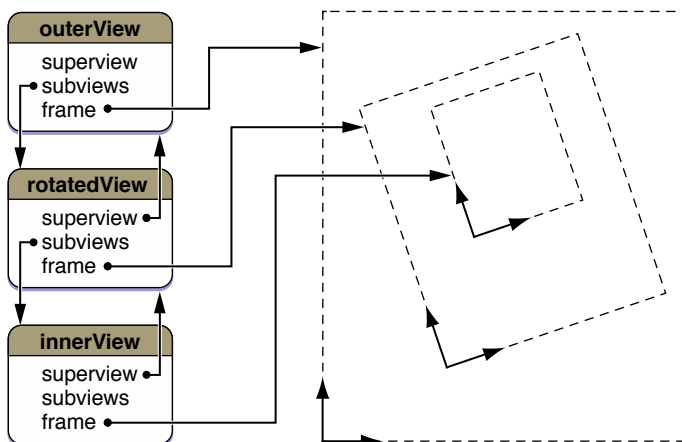 outerView
superview
subviews
frame
rotatedView
superview
subviews
frame
innerView
superview
subviews
frame